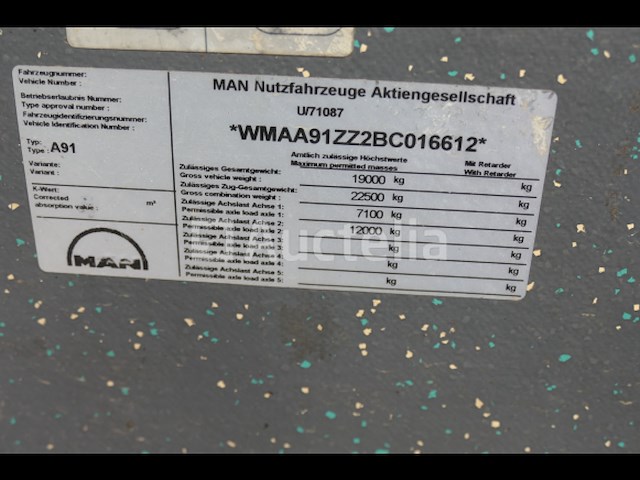 Fahrzeugnummer:
Vehicle Number :
Betriebserlaubnis Nummer:
Type approval number :
Fahrzeugidentifizierungsnummer:
Vehicle Identification Number :
Typ:
Type : A91
Variante:
Variant :
K-Wert:
Corrected
absorption value : m³
MAN
MAN Nutzfahrzeuge Aktiengesellschaft
U/71087
*WMAA91ZZ2BC016612*
Amtlich zulässige Höchstwerte Mit Retarder
Maximum permitted masses With Retarder
Zulässiges Gesamtgewicht:
Gross vehicle weight : 19000 kg kg
Zulässiges Zug-Gesamtgewicht:
Gross combination weight : 22500 kg kg
Zulässige Achslast Achse 1:
Permissible axle load axle 1: 7100 kg kg
Zulässige Achslast Achse 2:
Permissible axle load axle 2: 12000 kg kg
Zulässige Achslast Achse 3:
Permissible axle load axle 3: kg kg
Zulässige Achslast Achse 4:
Permissible axle load axle 4: kg kg
Zulässige Achslast Achse 5:
Permissible axle load axle 5: kg kg